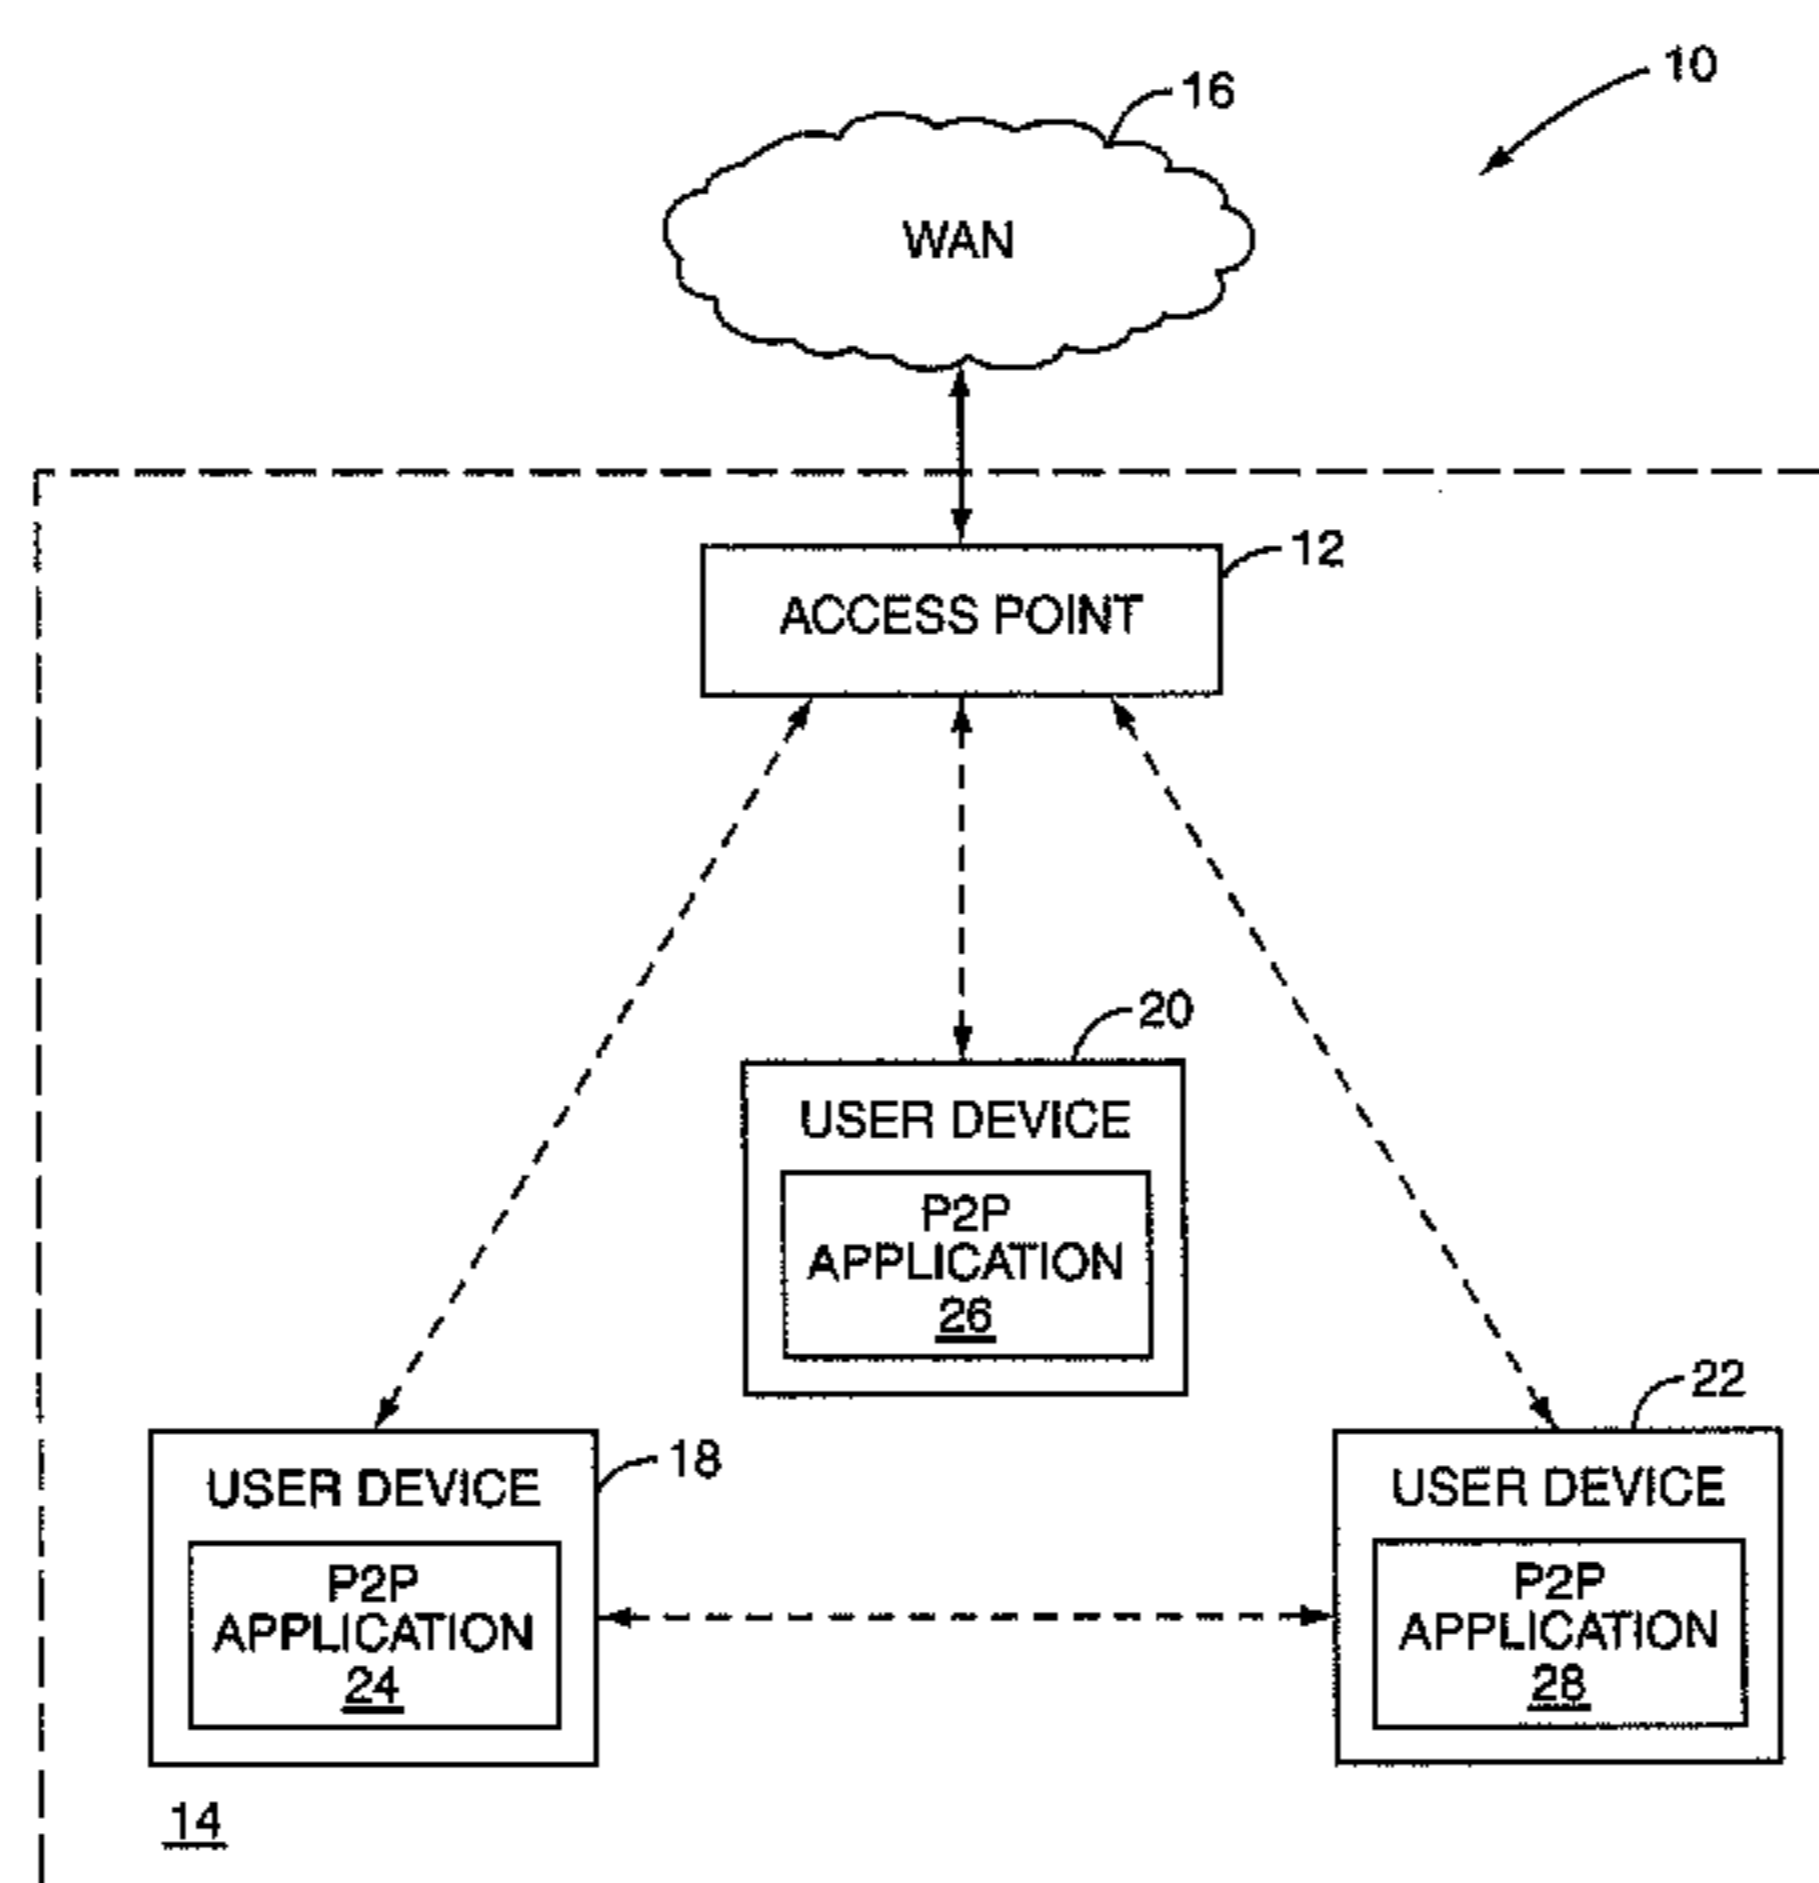 10
16
WAN
12
ACCESS POINT
20
USER DEVICE
P2P
APPLICATION
26
22
18
USER DEVICE
P2P
APPLICATION
24
USER DEVICE
P2P
APPLICATION
28
14